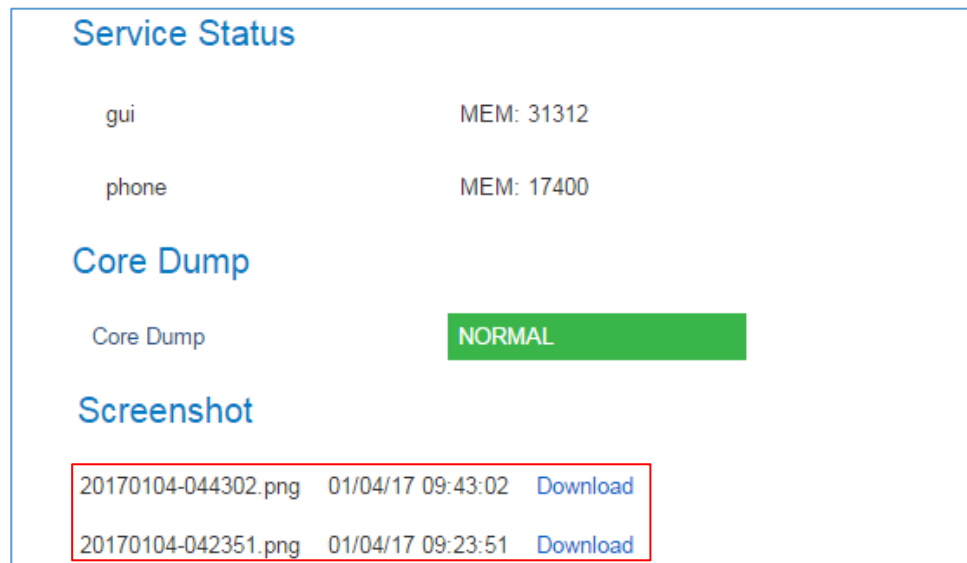 Service Status
gui MEM: 31312
phone MEM: 17400
Core Dump
Core Dump NORMAL
Screenshot
20170104-044302.png 01/04/17 09:43:02 Download
20170104-042351.png 01/04/17 09:23:51 Download